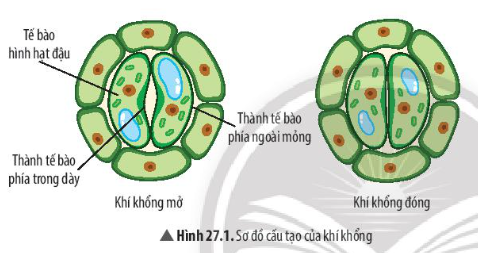 Tế bào
hình hạt đậu
Thành tế bào
phía ngoài mỏng
Thành tế bào
phía trong dày
Khí khổng mở
Khí khổng đóng
▲ Hình 27.1. Sơ đồ cấu tạo của khí khổng